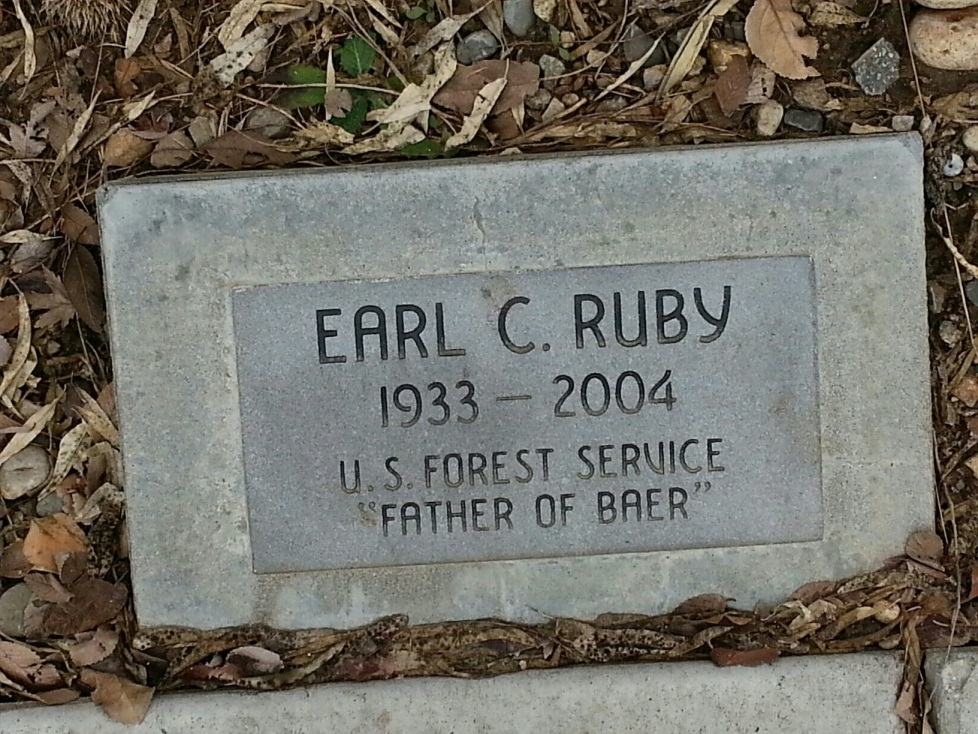 EARL C. RUBY
1933 – 2004
U.S. FOREST SERVICE
"FATHER OF BAER"